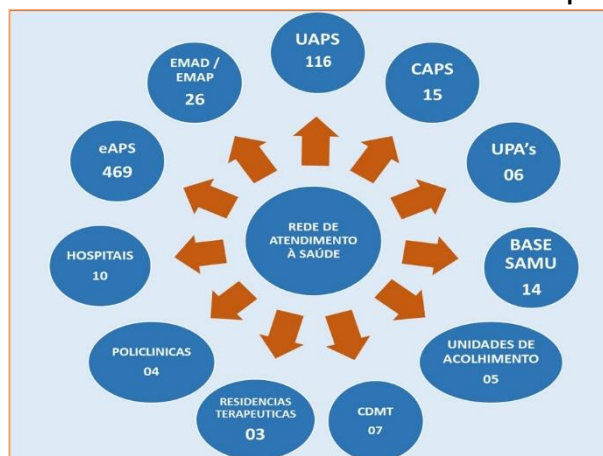 UAPS
116
CAPS
15
UPA's
06
BASE
SAMU
14
UNIDADES DE
ACOLHIMENTO
05
CDMT
07
RESIDENCIAS
TERAPEUTICAS
03
POLICLINICAS
04
HOSPITAIS
10
eAPS
469
EMAD /
EMAP
26
REDE DE
ATENDIMENTO
À SAÚDE